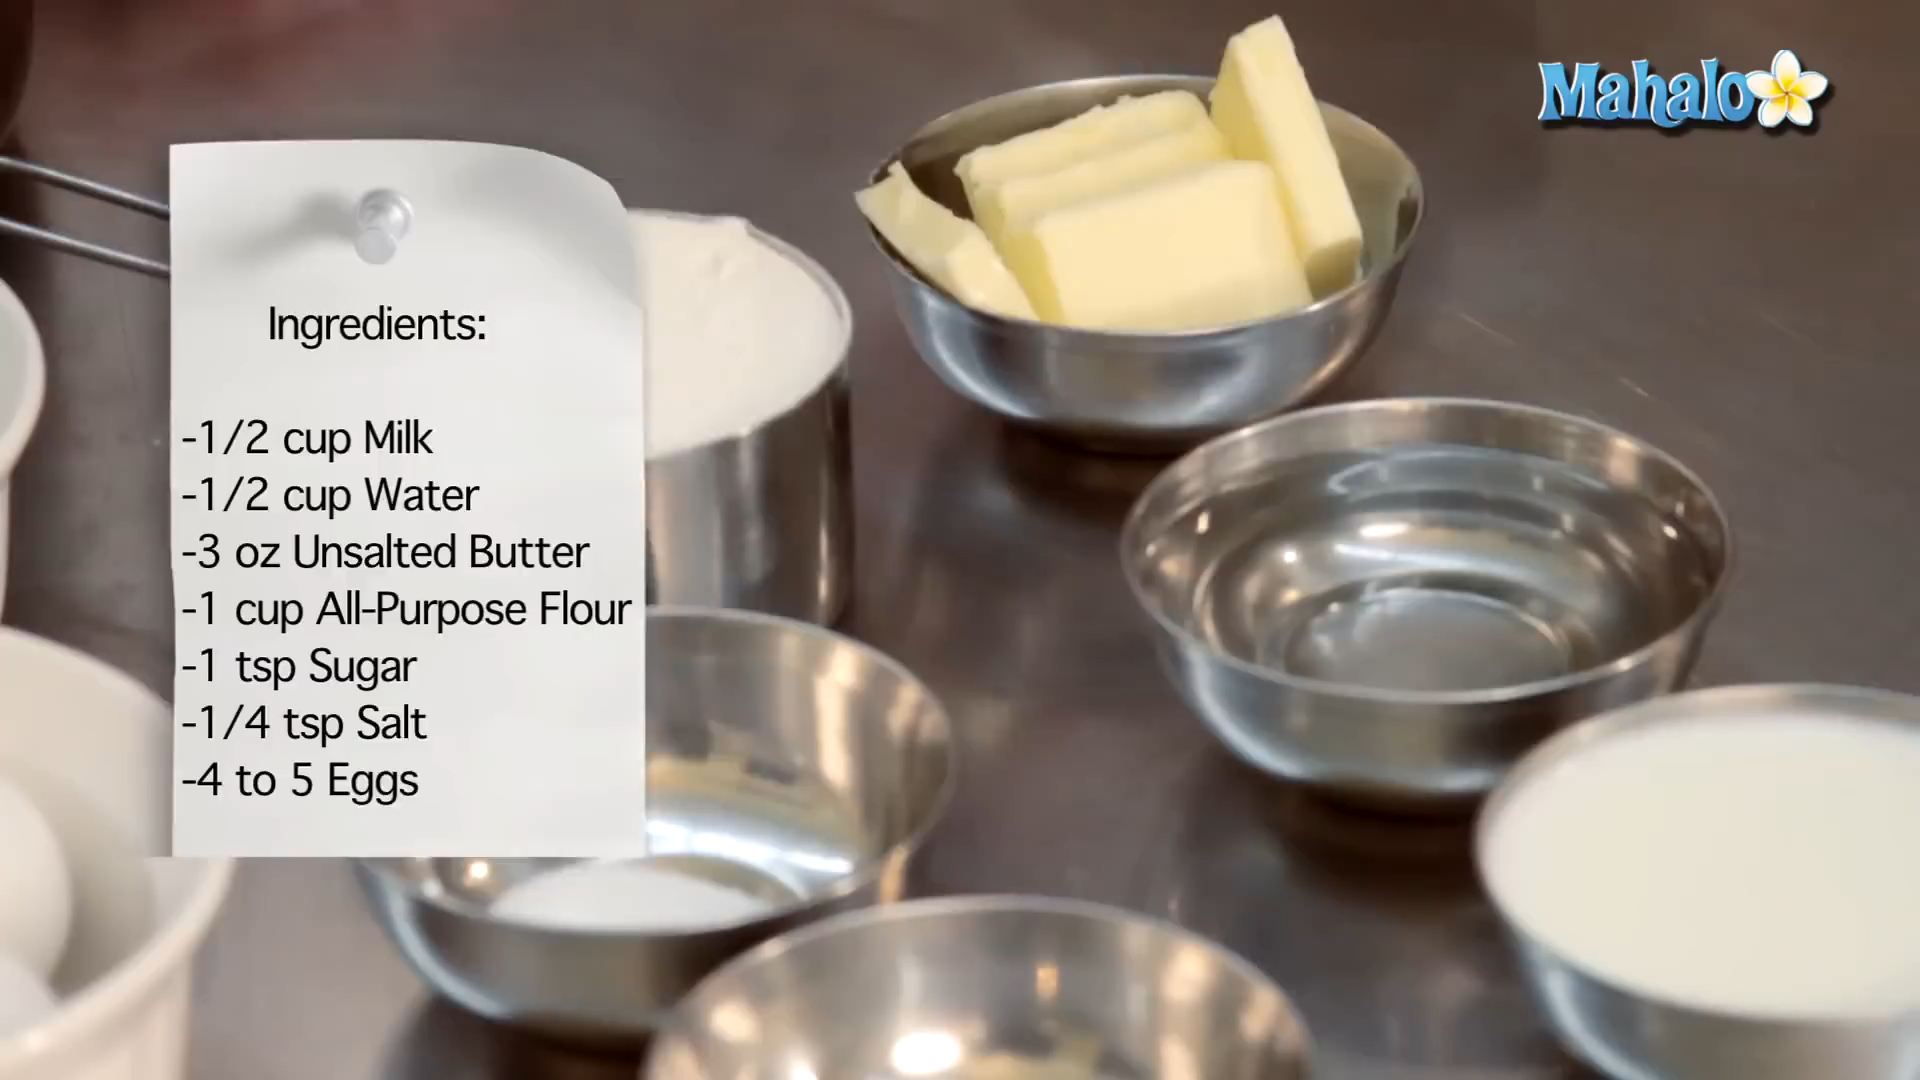 Mahalo
Ingredients:
-1/2 cup Milk
-1/2 cup Water
-3 oz Unsalted Butter
-1 cup All-Purpose Flour
-1 tsp Sugar
-1/4 tsp Salt
-4 to 5 Eggs